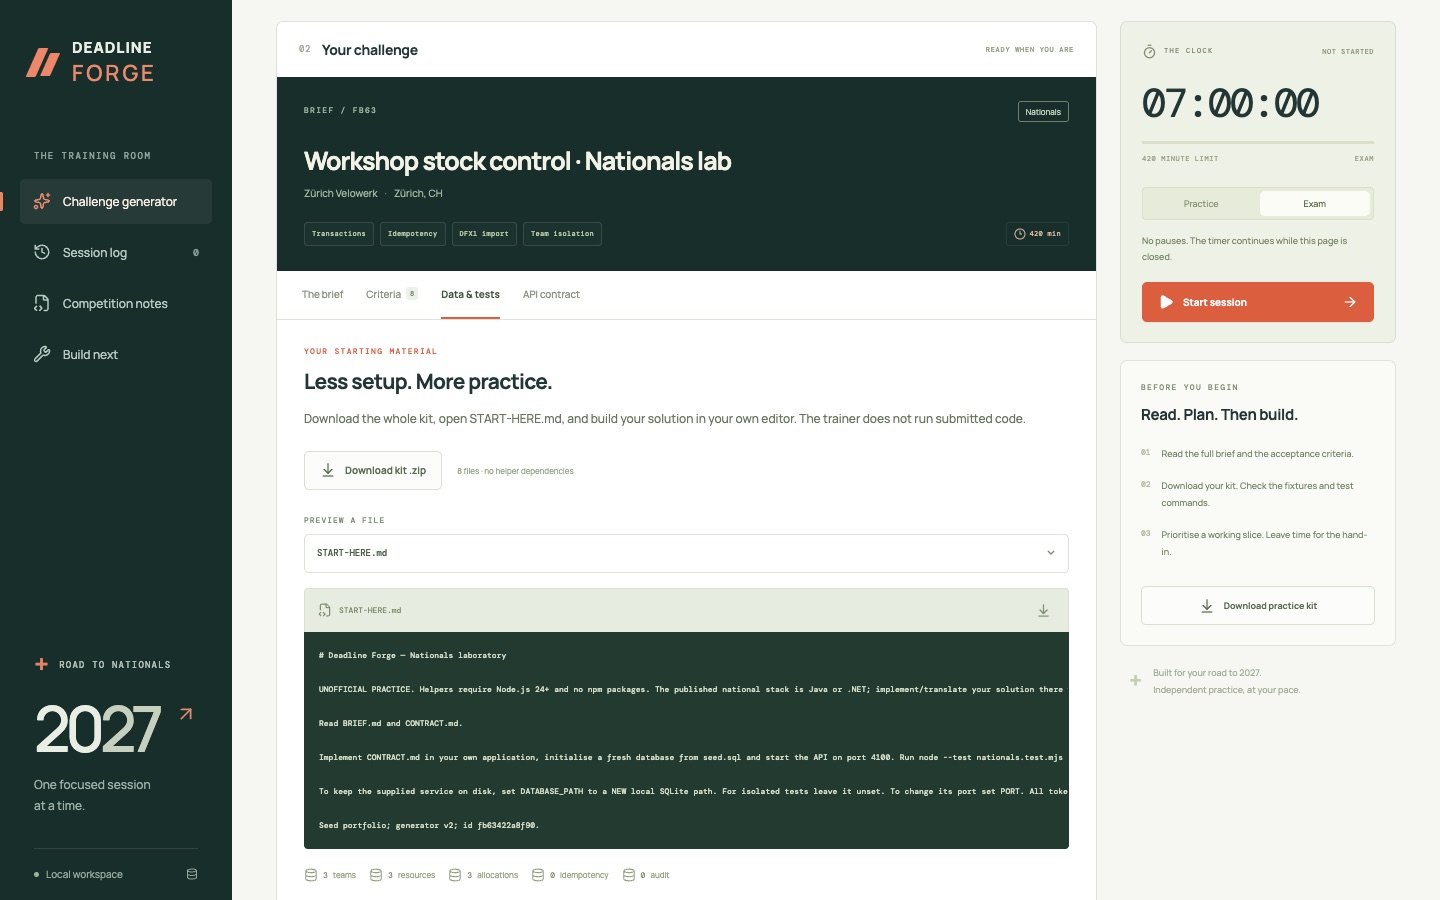 DEADLINE
FORGE
THE TRAINING ROOM
Challenge generator
Session log 0
Competition notes
Build next
ROAD TO NATIONALS
2027
One focused session
at a time.
Local workspace
02 Your challenge READY WHEN YOU ARE
BRIEF / FB63 Nationals
Workshop stock control · Nationals lab
Zürich Velowerk · Zürich, CH
Transactions Idempotency DFX1 import Team isolation 420 min
The brief Criteria 8 Data & tests API contract
YOUR STARTING MATERIAL
Less setup. More practice.
Download the whole kit, open START-HERE.md, and build your solution in your own editor. The trainer does not run submitted code.
Download kit .zip 8 files · no helper dependencies
PREVIEW A FILE
START-HERE.md
START-HERE.md
# Deadline Forge — Nationals laboratory
UNOFFICIAL PRACTICE. Helpers require Node.js 24+ and no npm packages. The published national stack is Java or .NET; implement/translate your solution there
Read BRIEF.md and CONTRACT.md.
Implement CONTRACT.md in your own application, initialise a fresh database from seed.sql and start the API on port 4100. Run node --test nationals.test.mjs
To keep the supplied service on disk, set DATABASE_PATH to a NEW local SQLite path. For isolated tests leave it unset. To change its port set PORT. All toke
Seed portfolio; generator v2; id fb63422a8f90.
3 teams 3 resources 3 allocations 0 idempotency 0 audit
THE CLOCK NOT STARTED
07:00:00
420 MINUTE LIMIT EXAM
Practice Exam
No pauses. The timer continues while this page is
closed.
Start session
BEFORE YOU BEGIN
Read. Plan. Then build.
01 Read the full brief and the acceptance criteria.
02 Download your kit. Check the fixtures and test
commands.
03 Prioritise a working slice. Leave time for the hand-
in.
Download practice kit
Built for your road to 2027.
Independent practice, at your pace.